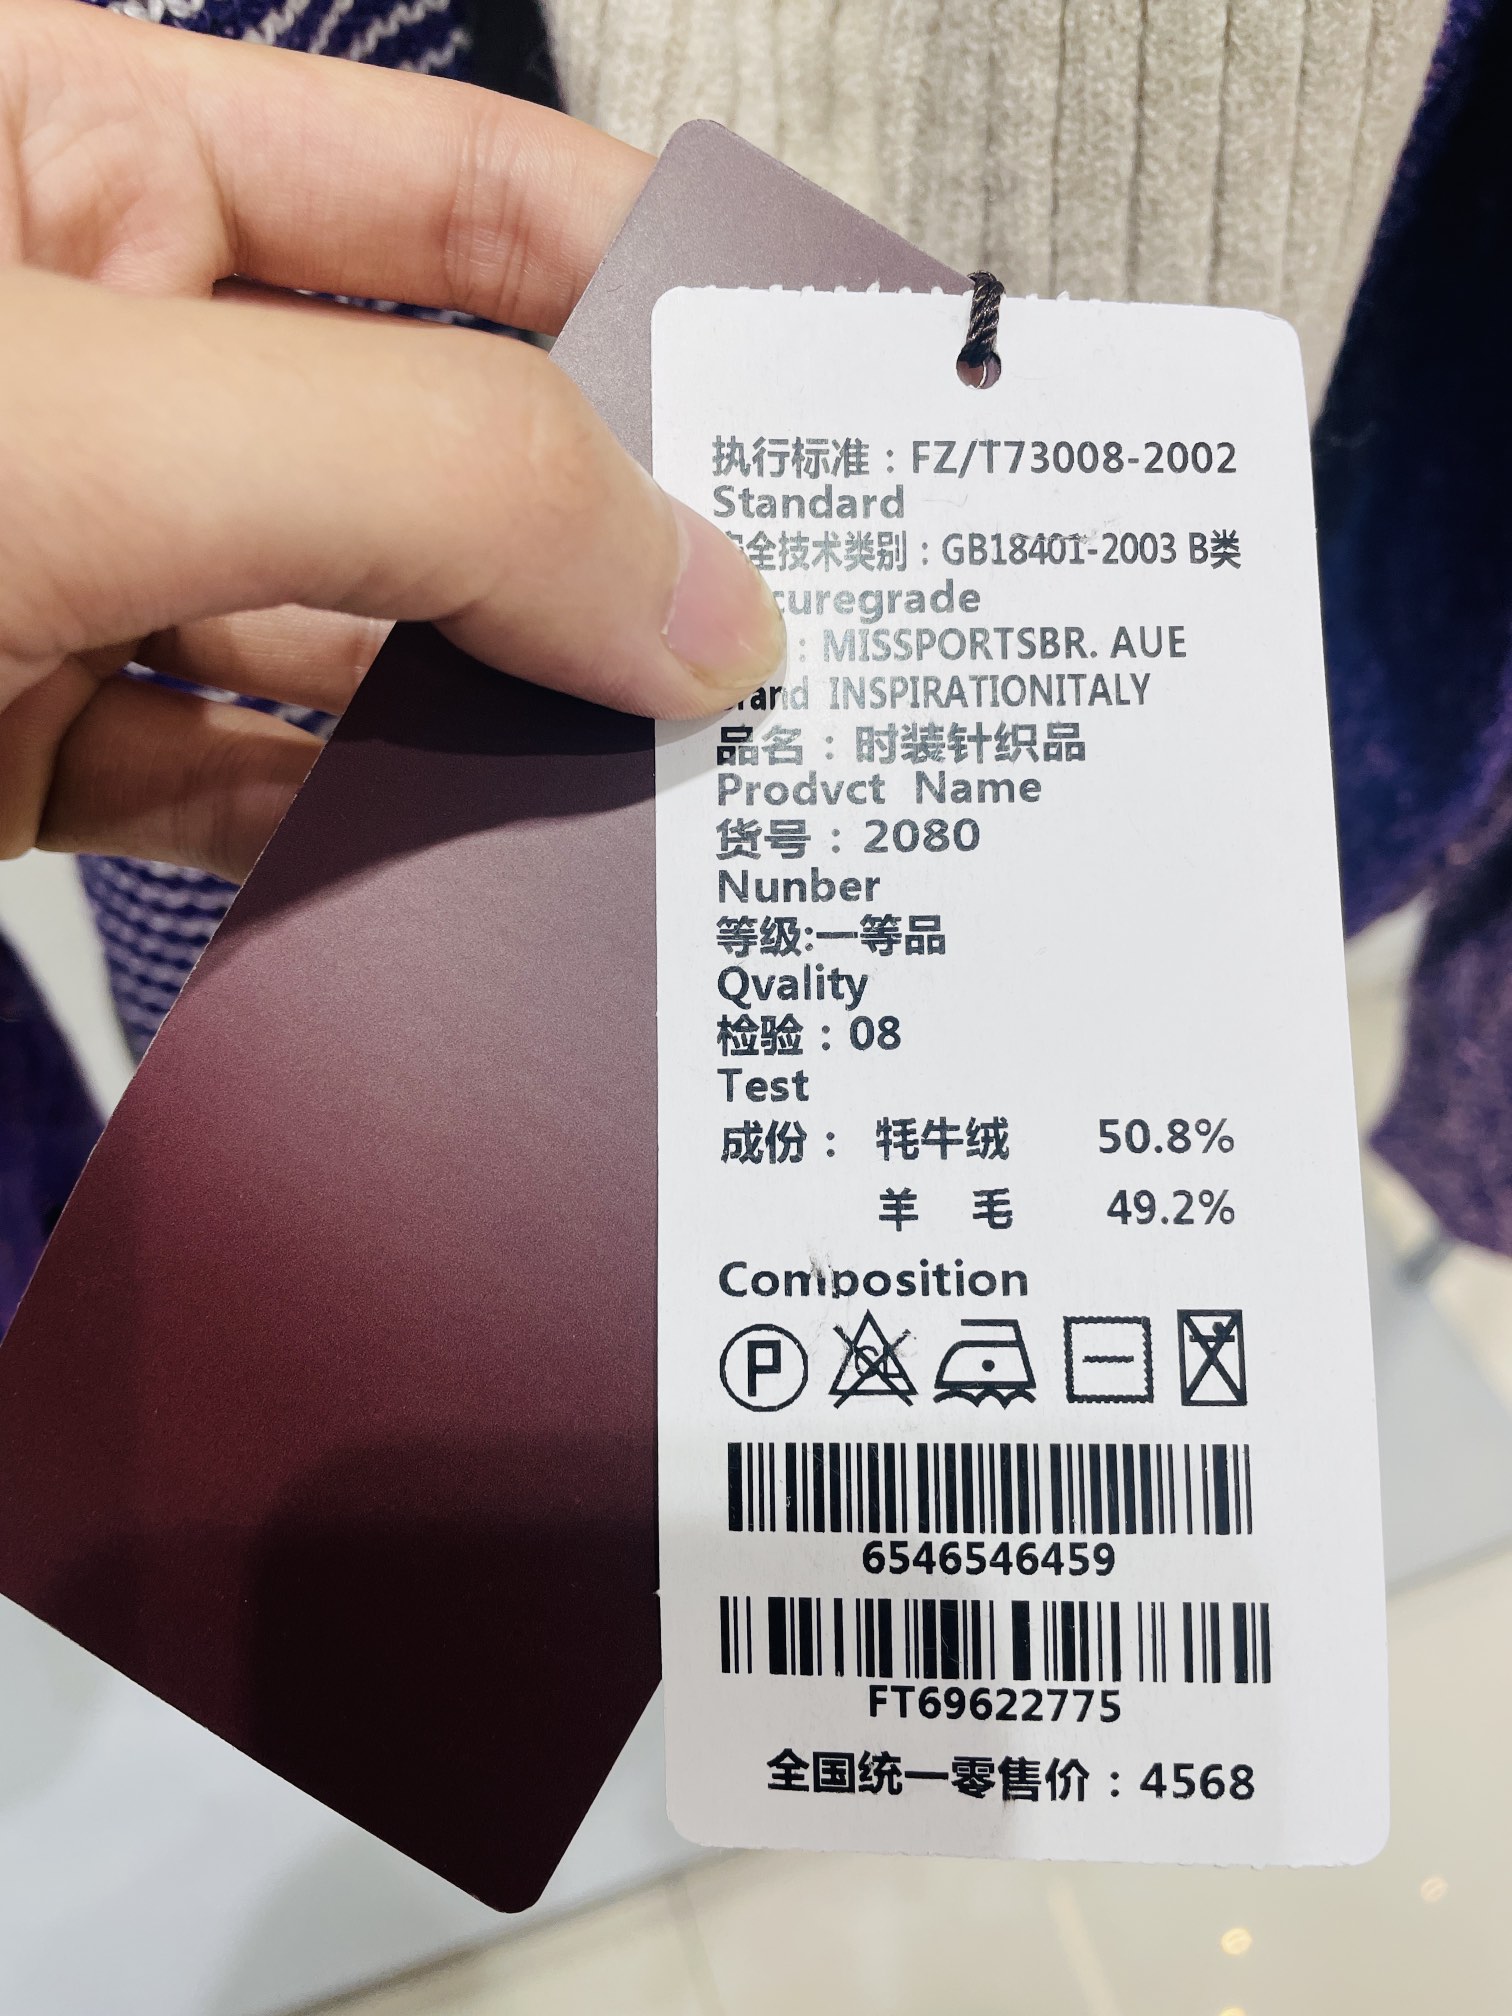 执行标准：FZ/T73008-2002
Standard
全技术类别：GB18401-2003 B类
curegrade
：MISSPORTSBR. AUE
rand INSPIRATIONITALY
品名：时装针织品
Prodvct Name
货号：2080
Nunber
等级:一等品
Qvality
检验：08
Test
成份：牦牛绒 50.8%
羊毛 49.2%
Composition
P CL
6546546459
FT69622775
全国统一零售价：4568